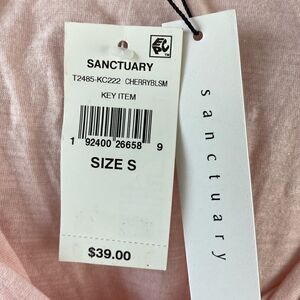 SANCTUARY
T2485-KC222 CHERRYBLSM
KEY ITEM
1 92400 26658 9
SIZE S
$39.00
sanctuary